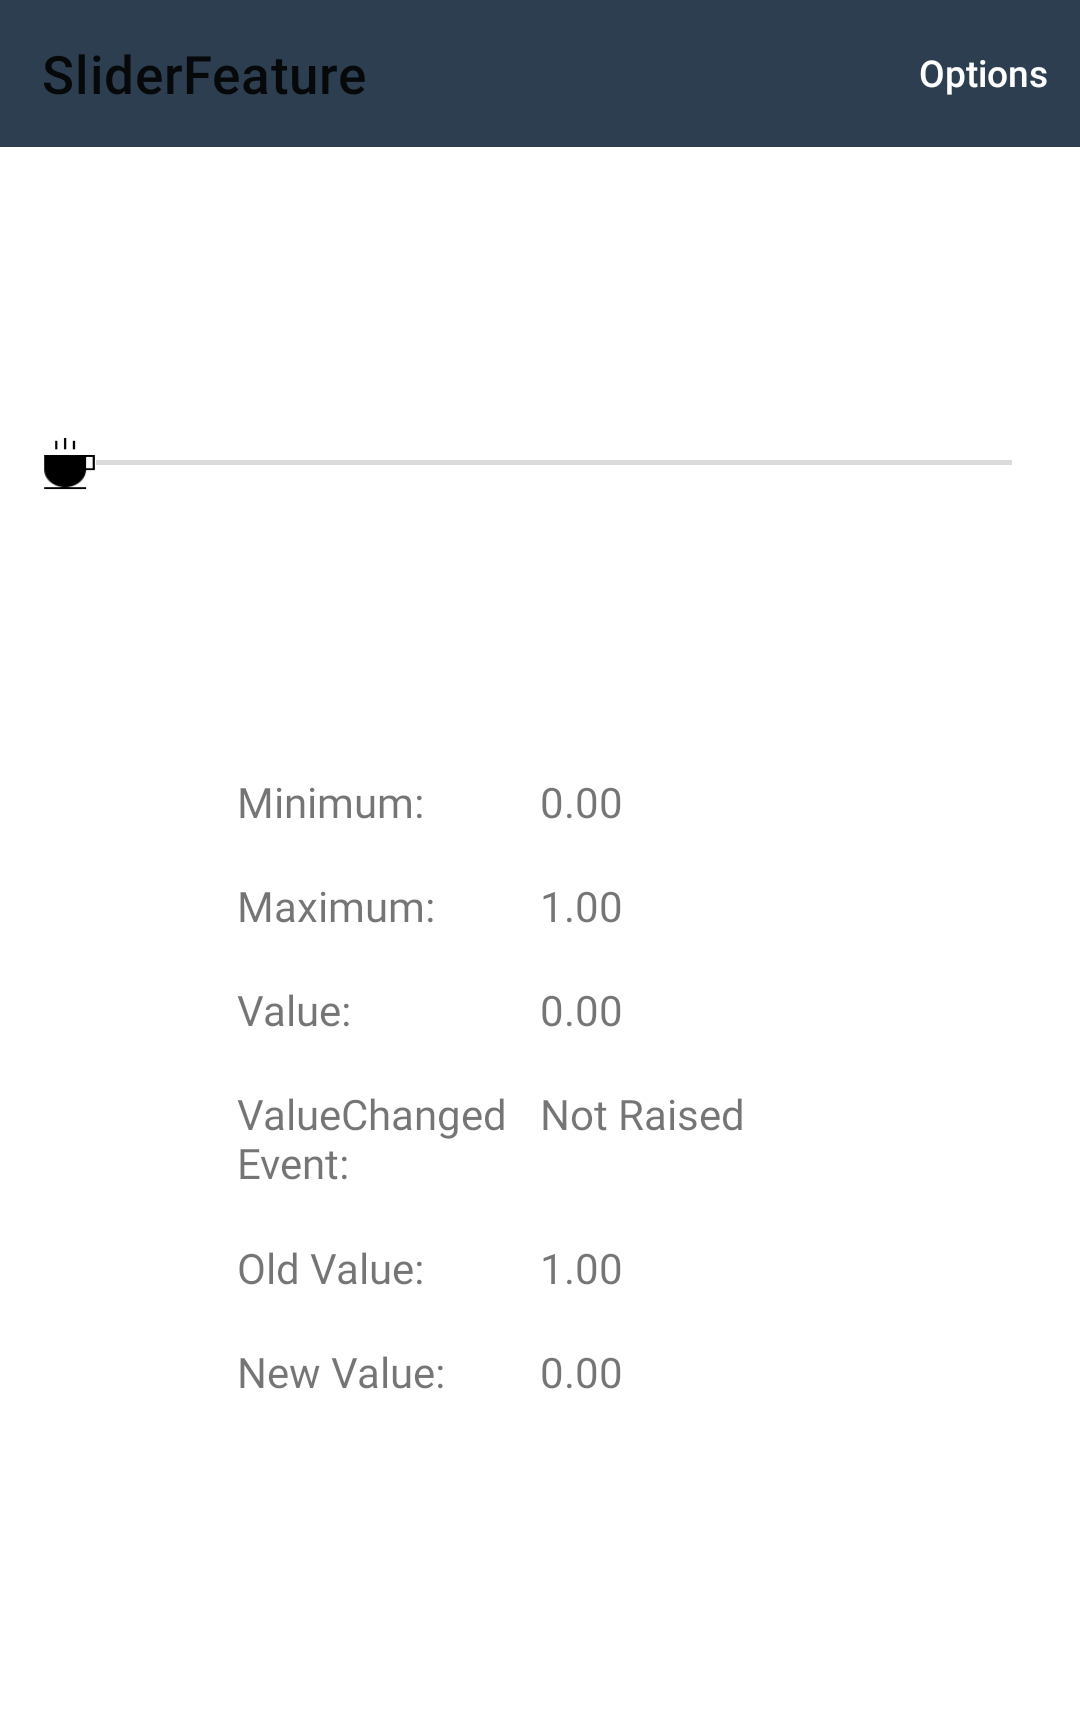 SliderFeature Options
Minimum: 0.00
Maximum: 1.00
Value: 0.00
ValueChanged Not Raised
Event:
Old Value: 1.00
New Value: 0.00